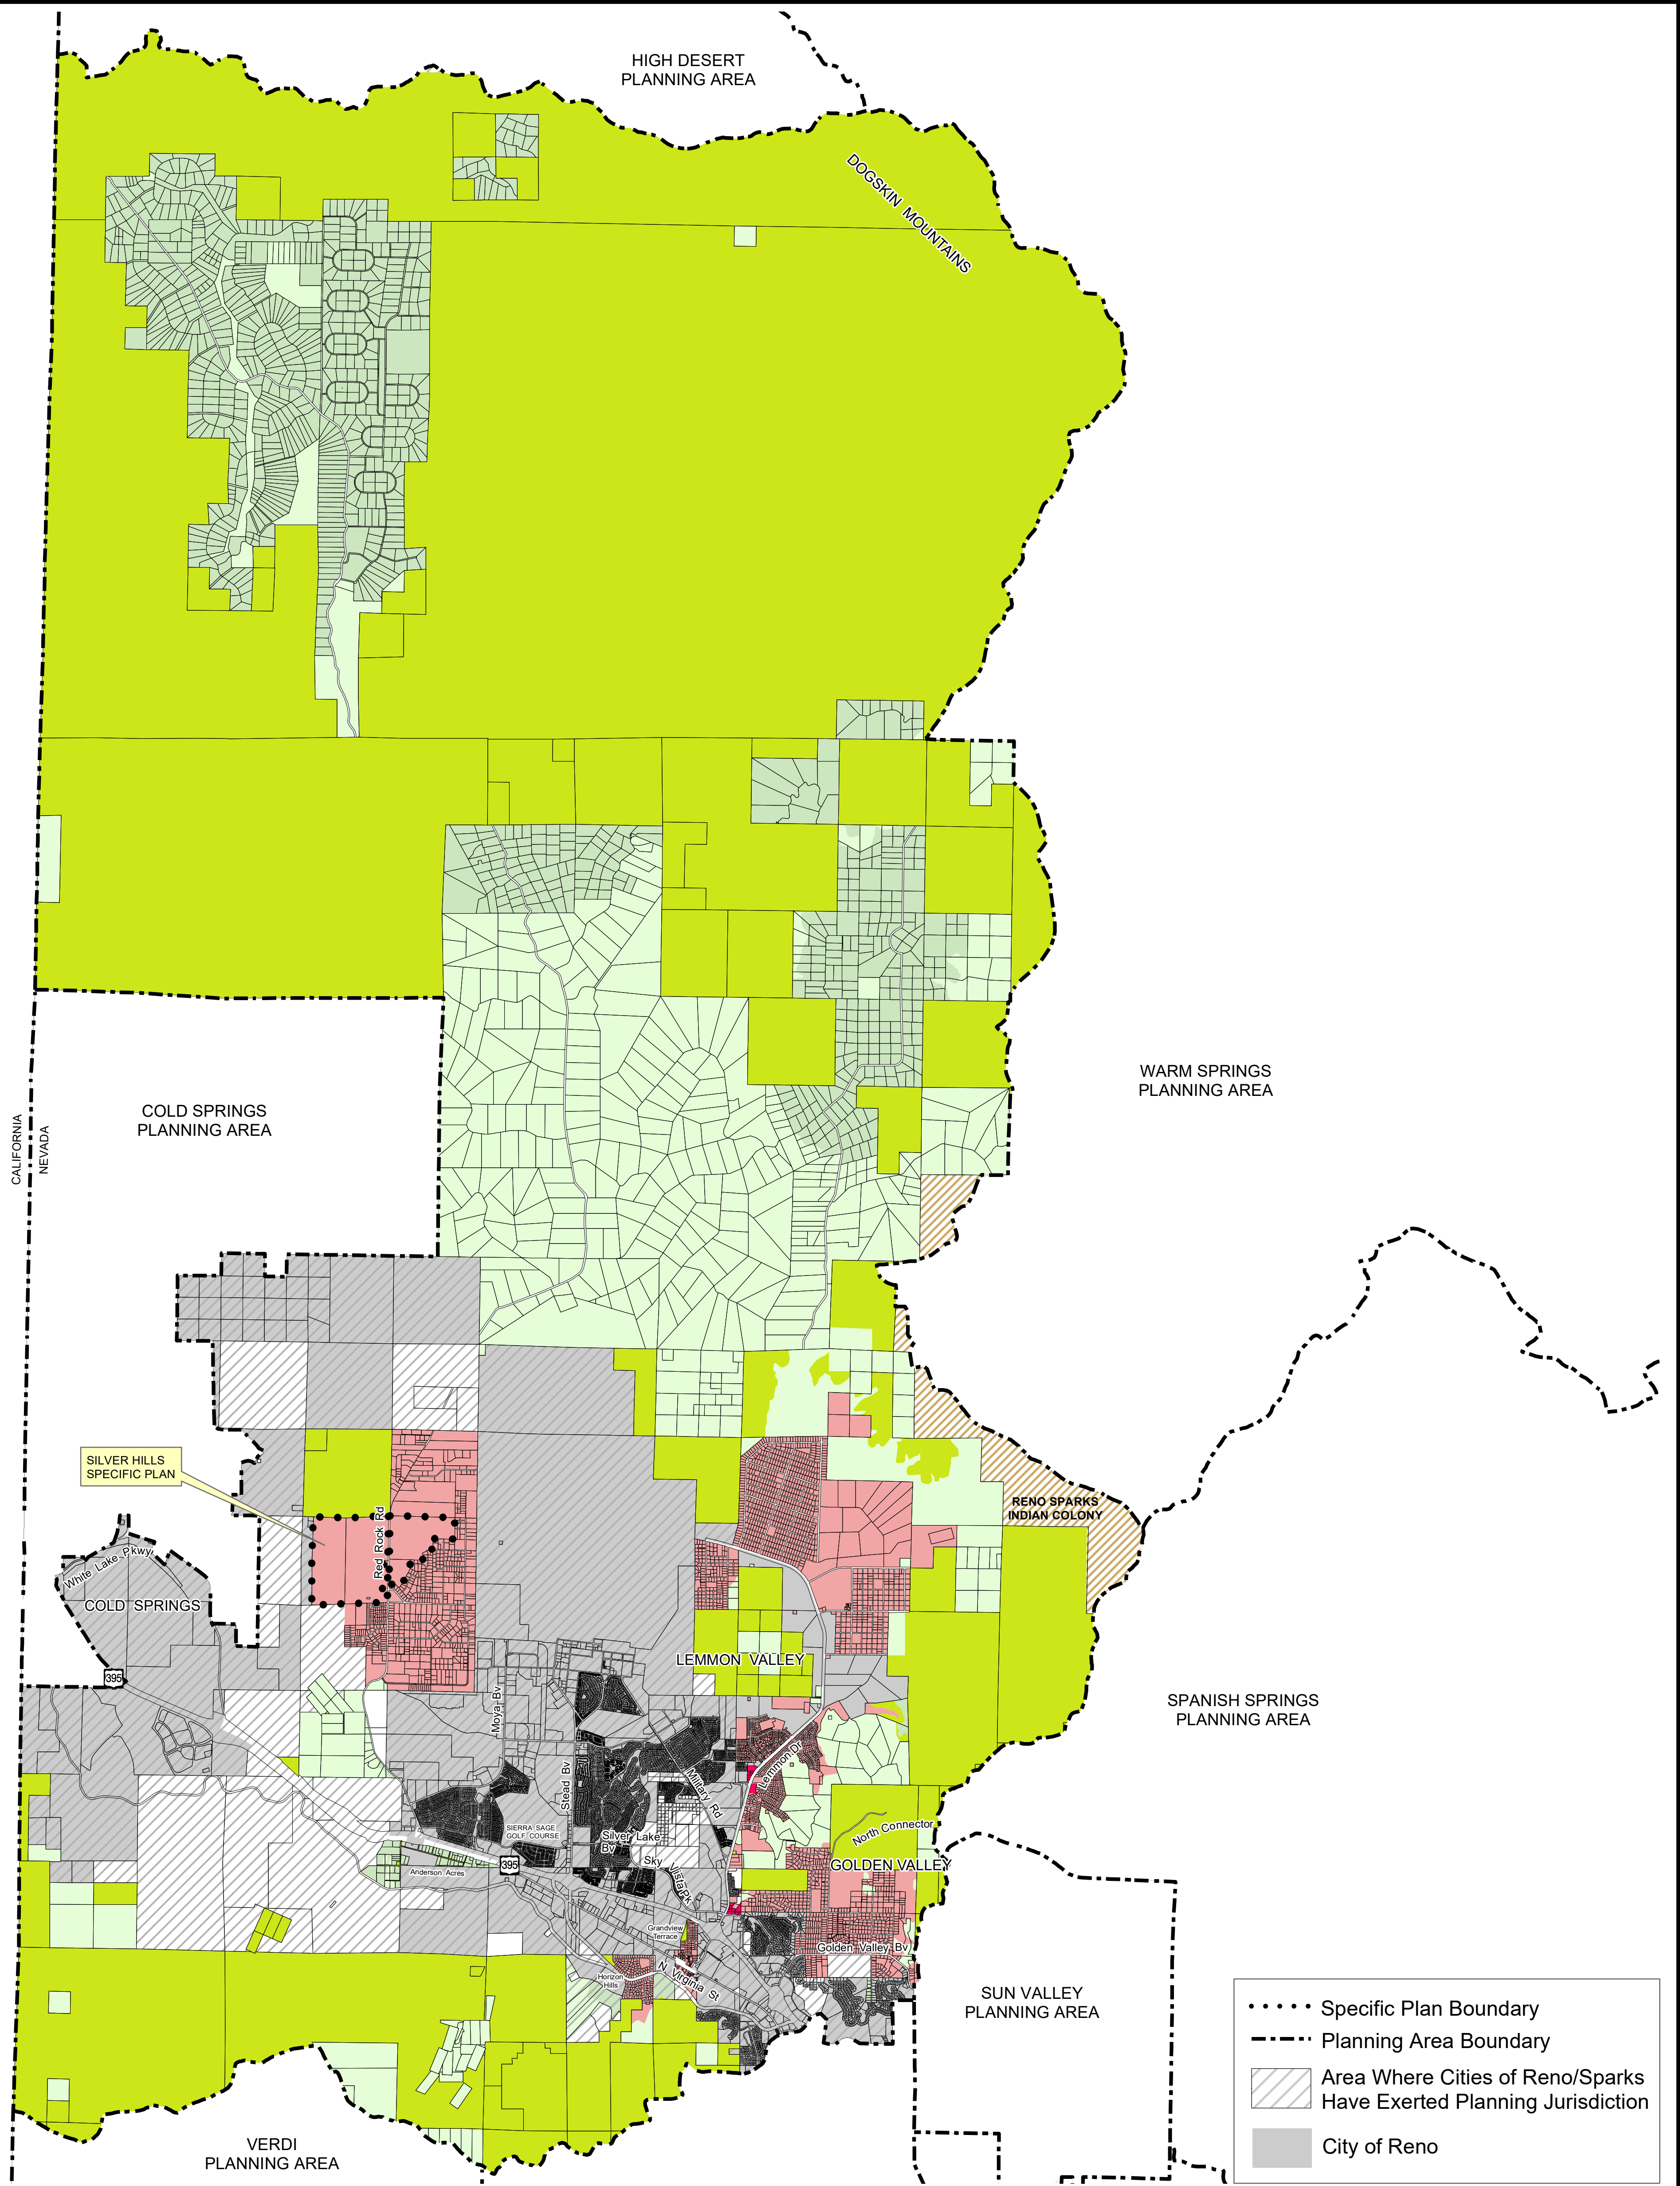 HIGH DESERT
PLANNING AREA
DOGSKIN MOUNTAINS
WARM SPRINGS
PLANNING AREA
COLD SPRINGS
PLANNING AREA
CALIFORNIA
NEVADA
SILVER HILLS
SPECIFIC PLAN
Red Rock Rd
RENO SPARKS
INDIAN COLONY
White Lake Pkwy
COLD SPRINGS
395
LEMMON VALLEY
Moya Bv
Stead Bv
Military Rd
Lemmon Dr
SPANISH SPRINGS
PLANNING AREA
SIERRA SAGE
GOLF COURSE
Silver Lake
Bv
North Connector
Sky Vista Pk
GOLDEN VALLEY
395
Anderson Acres
Grandview
Terrace
Golden Valley Bv
Horizon
Hills
N Virginia St
SUN VALLEY
PLANNING AREA
VERDI
PLANNING AREA
Specific Plan Boundary
Planning Area Boundary
Area Where Cities of Reno/Sparks
Have Exerted Planning Jurisdiction
City of Reno